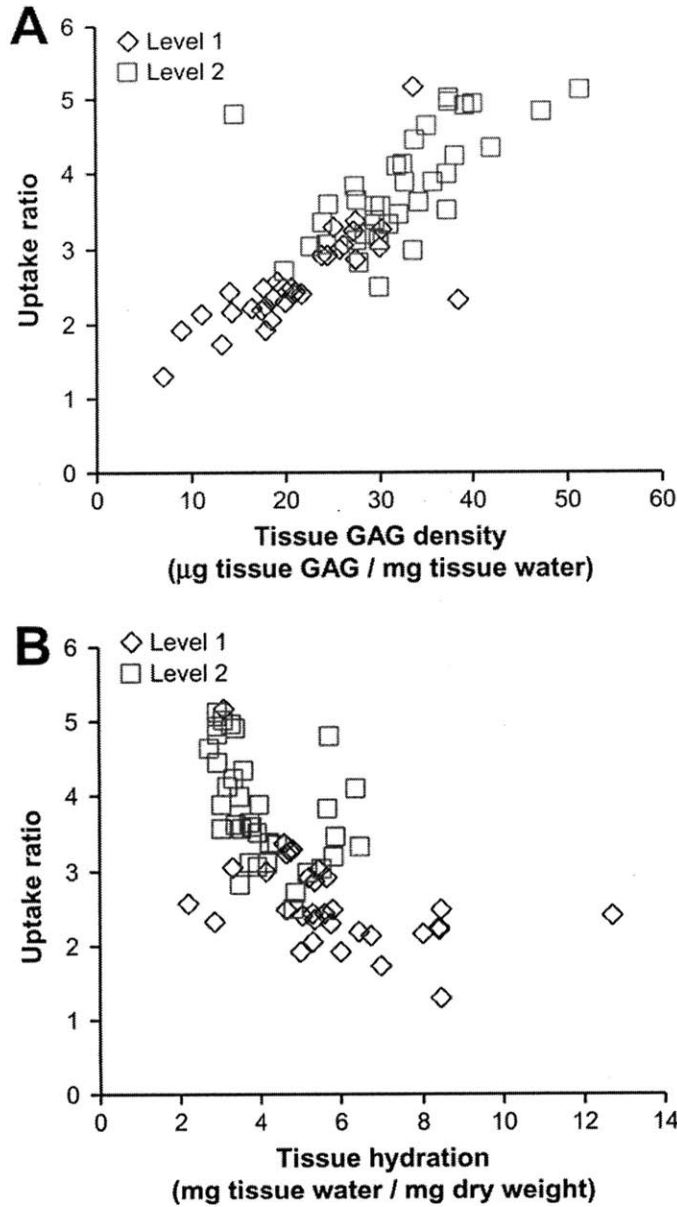 A
6
5
4
3
2
1
0
Level 1
Level 2
Uptake ratio
0 10 20 30 40 50 60
Tissue GAG density
(μg tissue GAG / mg tissue water)
B
6
5
4
3
2
1
0
Level 1
Level 2
Uptake ratio
0 2 4 6 8 10 12 14
Tissue hydration
(mg tissue water / mg dry weight)